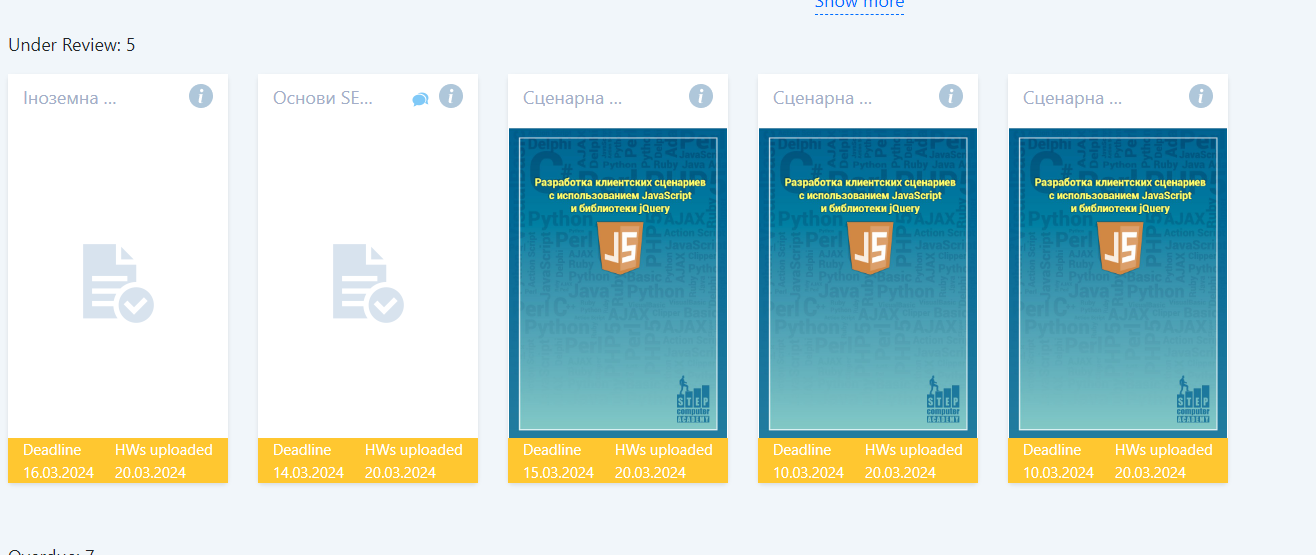 Show more
Under Review: 5
Іноземна ...
Основи SE...
Сценарна ...
Сценарна ...
Сценарна ...
Разработка клиентских сценариев
с использованием JavaScript
и библиотеки jQuery
JS
STEP
computer
ACADEMY
Разработка клиентских сценариев
с использованием JavaScript
и библиотеки jQuery
JS
STEP
computer
ACADEMY
Разработка клиентских сценариев
с использованием JavaScript
и библиотеки jQuery
JS
STEP
computer
ACADEMY
Deadline HWs uploaded
16.03.2024 20.03.2024
Deadline HWs uploaded
14.03.2024 20.03.2024
Deadline HWs uploaded
15.03.2024 20.03.2024
Deadline HWs uploaded
10.03.2024 20.03.2024
Deadline HWs uploaded
10.03.2024 20.03.2024
Overdue: 7